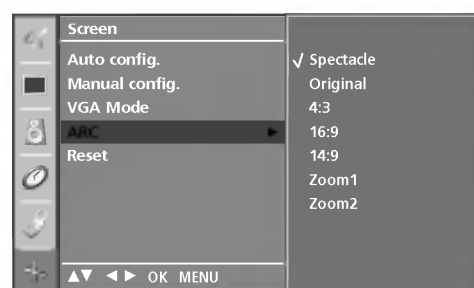 Screen
Auto config.
Manual config.
VGA Mode
ARC
Reset
▲▼ ◄ ► OK MENU
√ Spectacle
Original
4:3
16:9
14:9
Zoom1
Zoom2